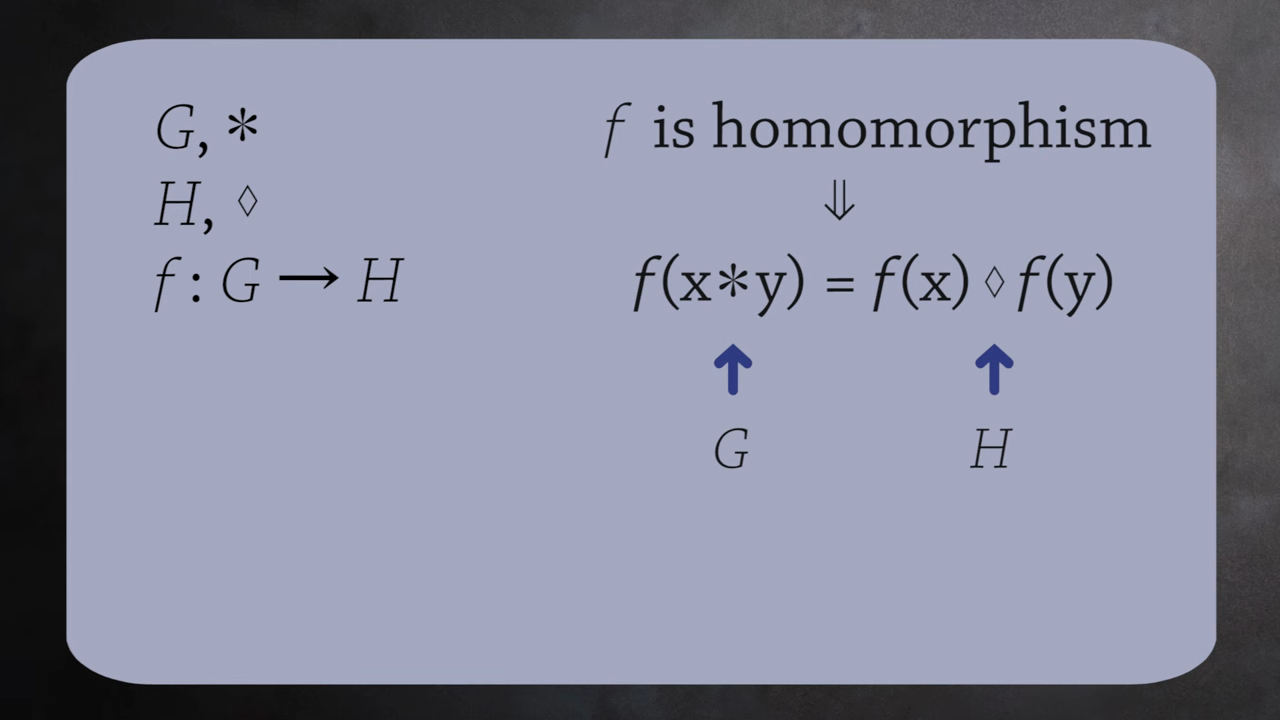 G, *
H, ◊
f : G ⟶ H
f is homomorphism
⇓
f(x*y) = f(x) ◊ f(y)
↑ ↑
G H